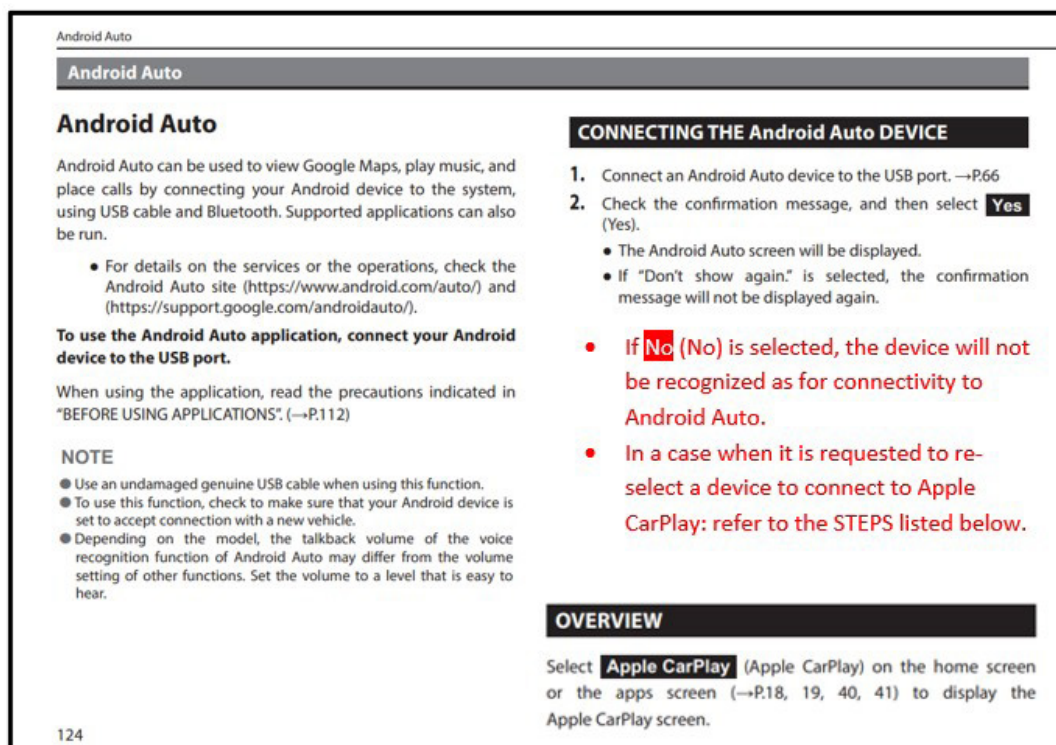 Android Auto
Android Auto
Android Auto
Android Auto can be used to view Google Maps, play music, and
place calls by connecting your Android device to the system,
using USB cable and Bluetooth. Supported applications can also
be run.
● For details on the services or the operations, check the
Android Auto site (https://www.android.com/auto/) and
(https://support.google.com/androidauto/).
To use the Android Auto application, connect your Android
device to the USB port.
When using the application, read the precautions indicated in
“BEFORE USING APPLICATIONS”. (→P.112)
NOTE
● Use an undamaged genuine USB cable when using this function.
● To use this function, check to make sure that your Android device is
set to accept connection with a new vehicle.
● Depending on the model, the talkback volume of the voice
recognition function of Android Auto may differ from the volume
setting of other functions. Set the volume to a level that is easy to
hear.
124
CONNECTING THE Android Auto DEVICE
1. Connect an Android Auto device to the USB port. →P.66
2. Check the confirmation message, and then select Yes
(Yes).
● The Android Auto screen will be displayed.
● If “Don’t show again.” is selected, the confirmation
message will not be displayed again.
• If No (No) is selected, the device will not
be recognized as for connectivity to
Android Auto.
• In a case when it is requested to re-
select a device to connect to Apple
CarPlay: refer to the STEPS listed below.
OVERVIEW
Select Apple CarPlay (Apple CarPlay) on the home screen
or the apps screen (→P.18, 19, 40, 41) to display the
Apple CarPlay screen.